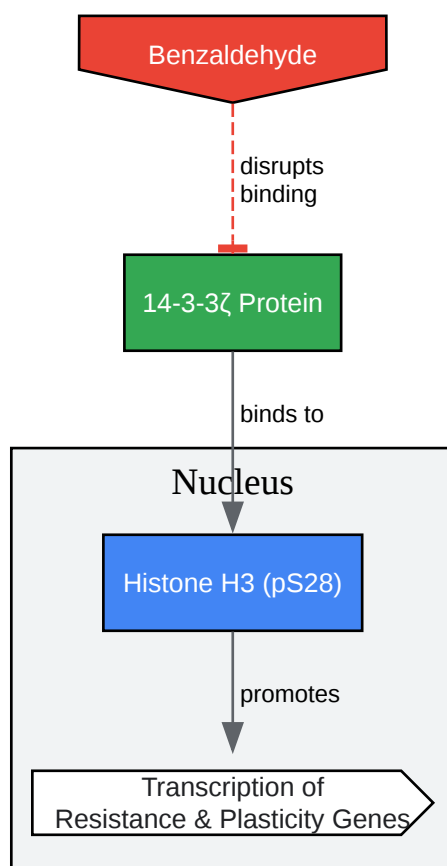 Benzaldehyde
disrupts
binding
14-3-3ζ Protein
binds to
Nucleus
Histone H3 (pS28)
promotes
Transcription of
Resistance & Plasticity Genes